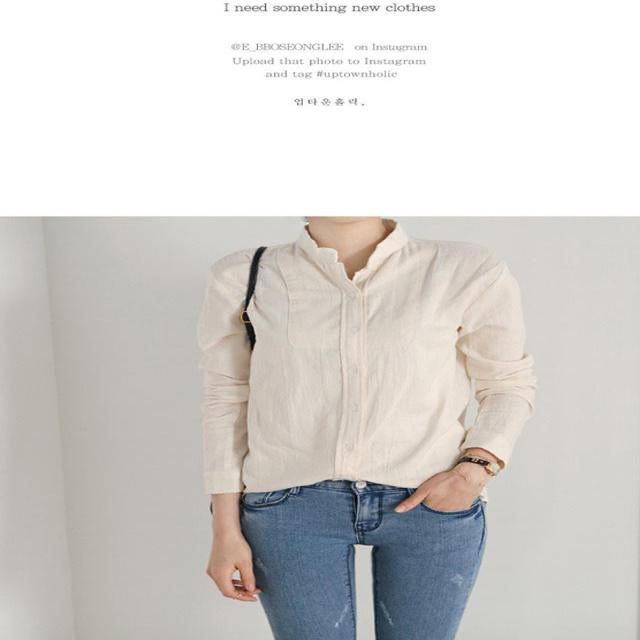 I need something new clothes
@E_BBOSEONGLEE on Instagram
Upload that photo to Instagram
and tag #uptownholic
업타운홀릭.